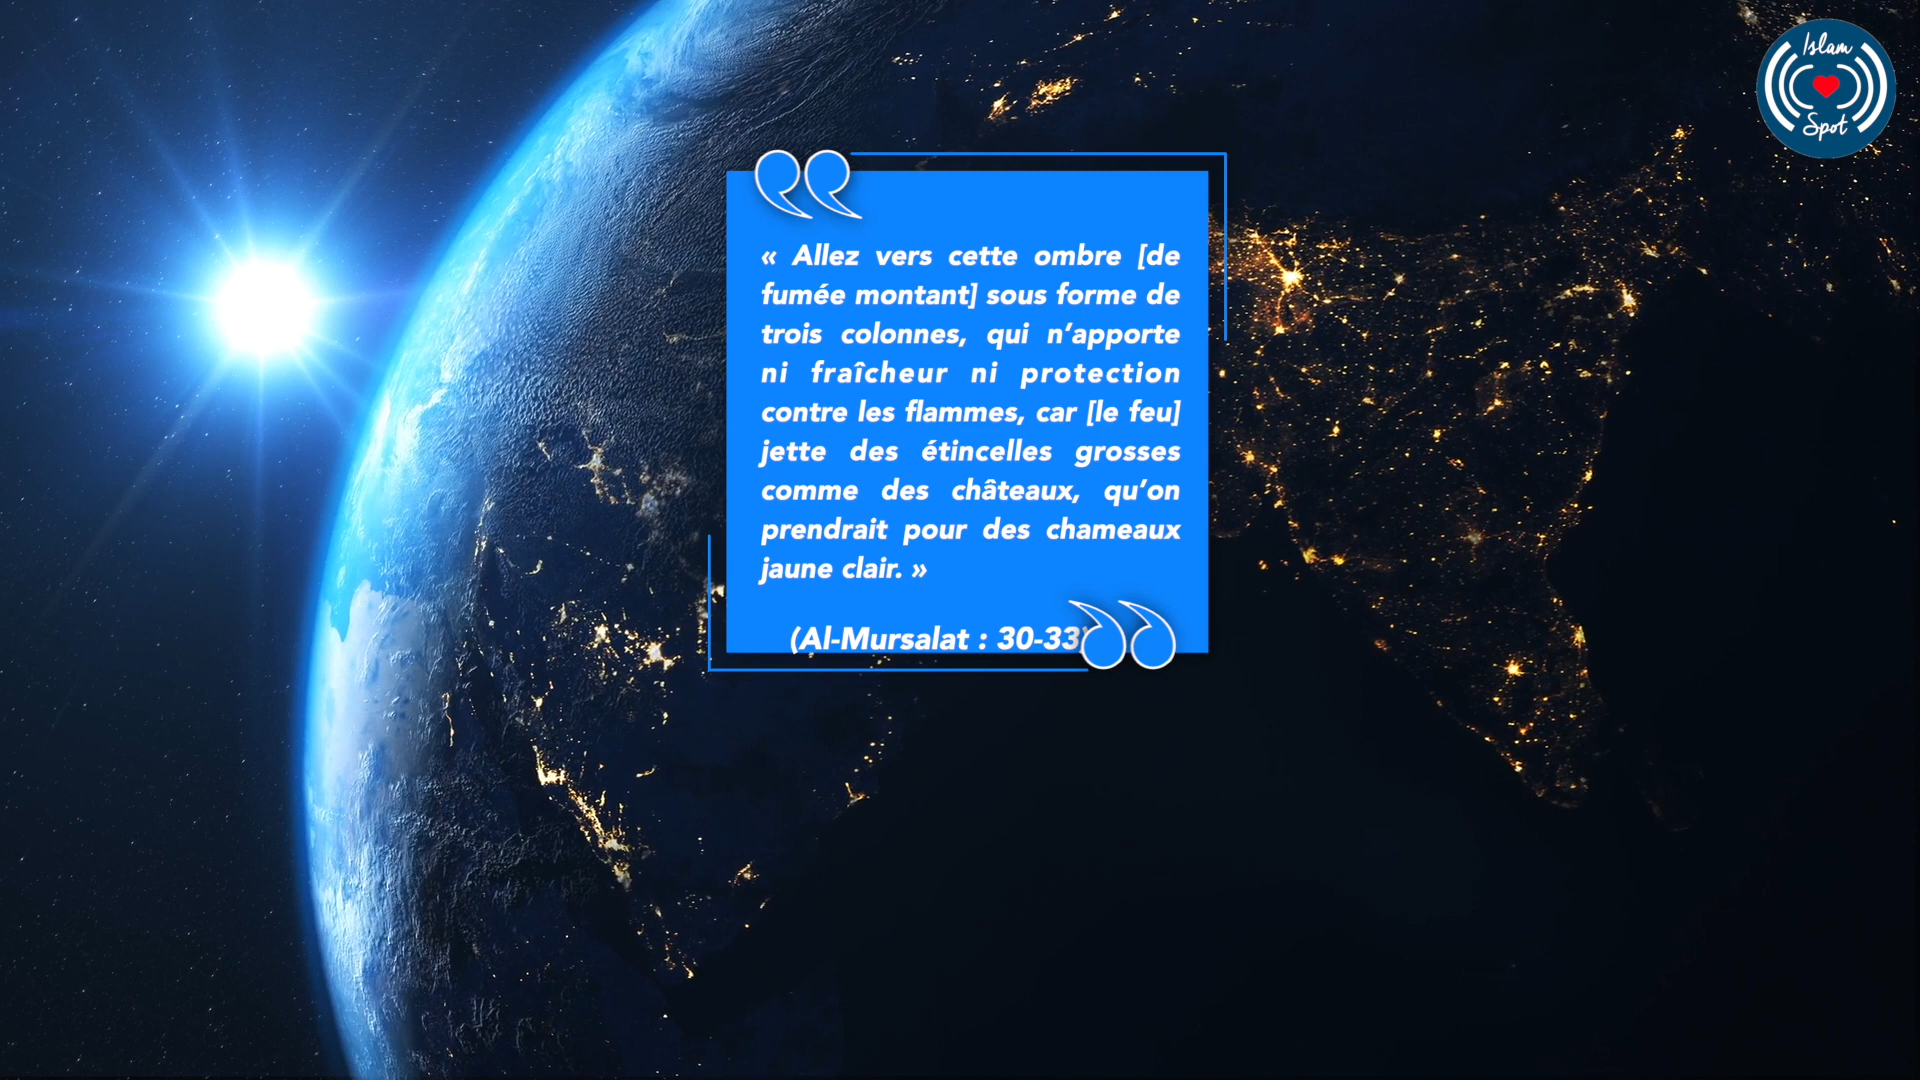 Islam
Spot
« Allez vers cette ombre [de
fumée montant] sous forme de
trois colonnes, qui n’apporte
ni fraîcheur ni protection
contre les flammes, car [le feu]
jette des étincelles grosses
comme des châteaux, qu’on
prendrait pour des chameaux
jaune clair. »
(Al-Mursalat : 30-33)